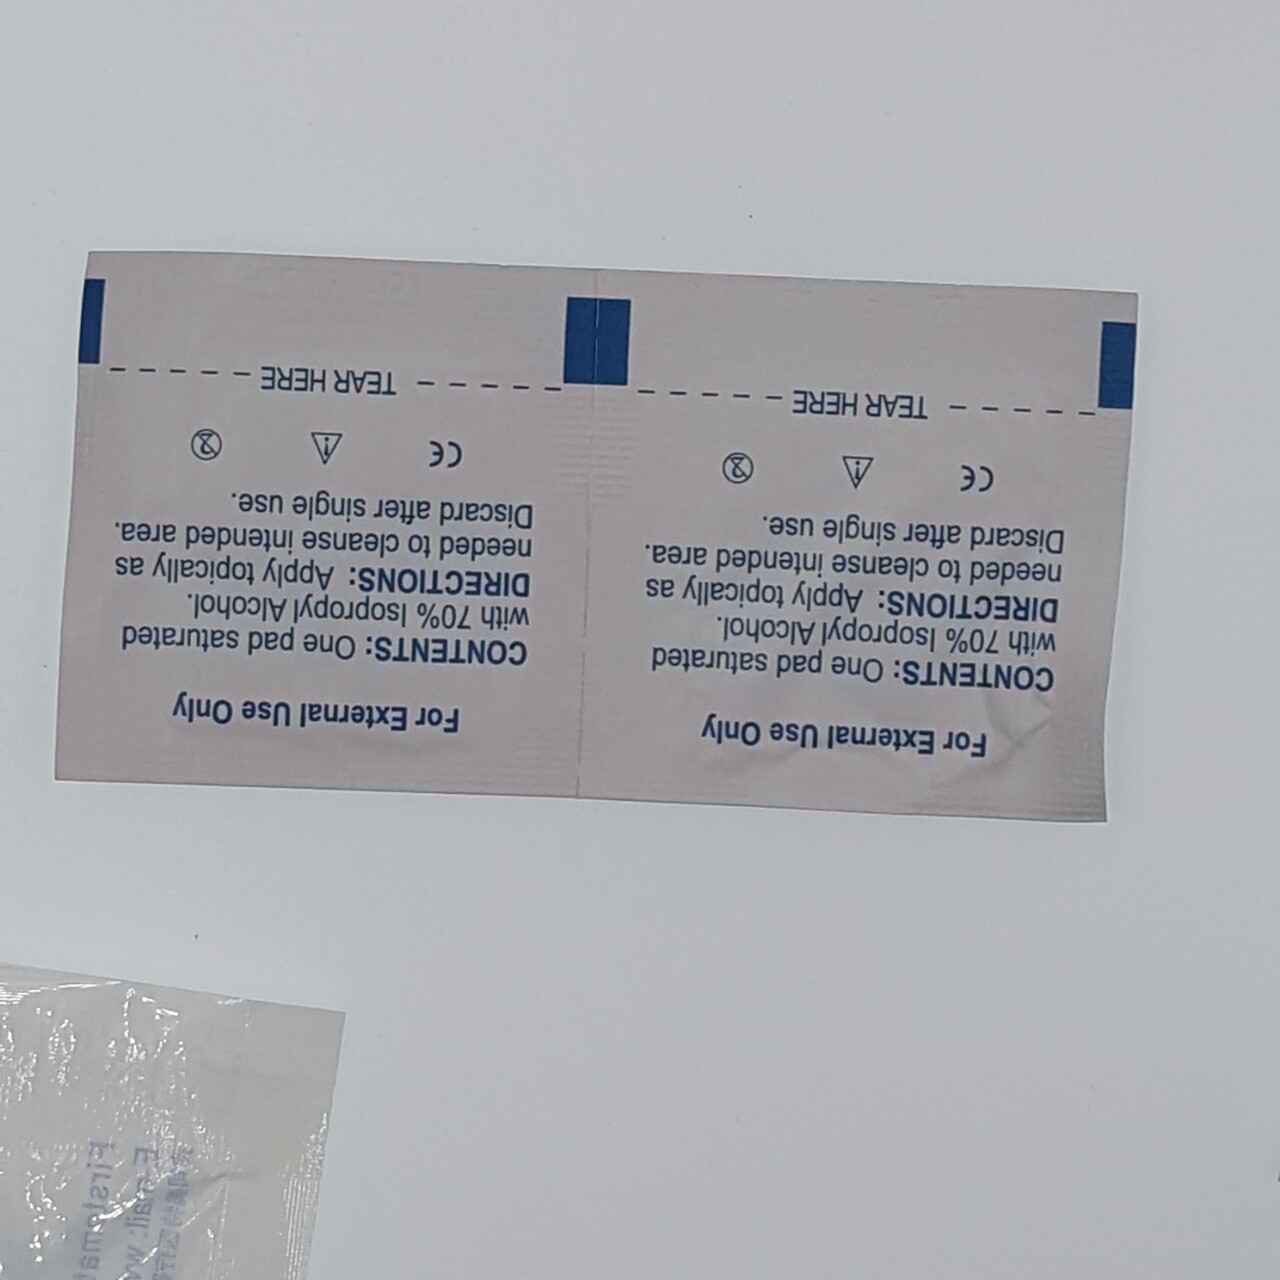 For External Use Only
CONTENTS: One pad saturated
with 70% Isopropyl Alcohol.
DIRECTIONS: Apply topically as
needed to cleanse intended area.
Discard after single use.
CE
TEAR HERE
For External Use Only
CONTENTS: One pad saturated
with 70% Isopropyl Alcohol.
DIRECTIONS: Apply topically as
needed to cleanse intended area.
Discard after single use.
CE
TEAR HERE
E-mail: